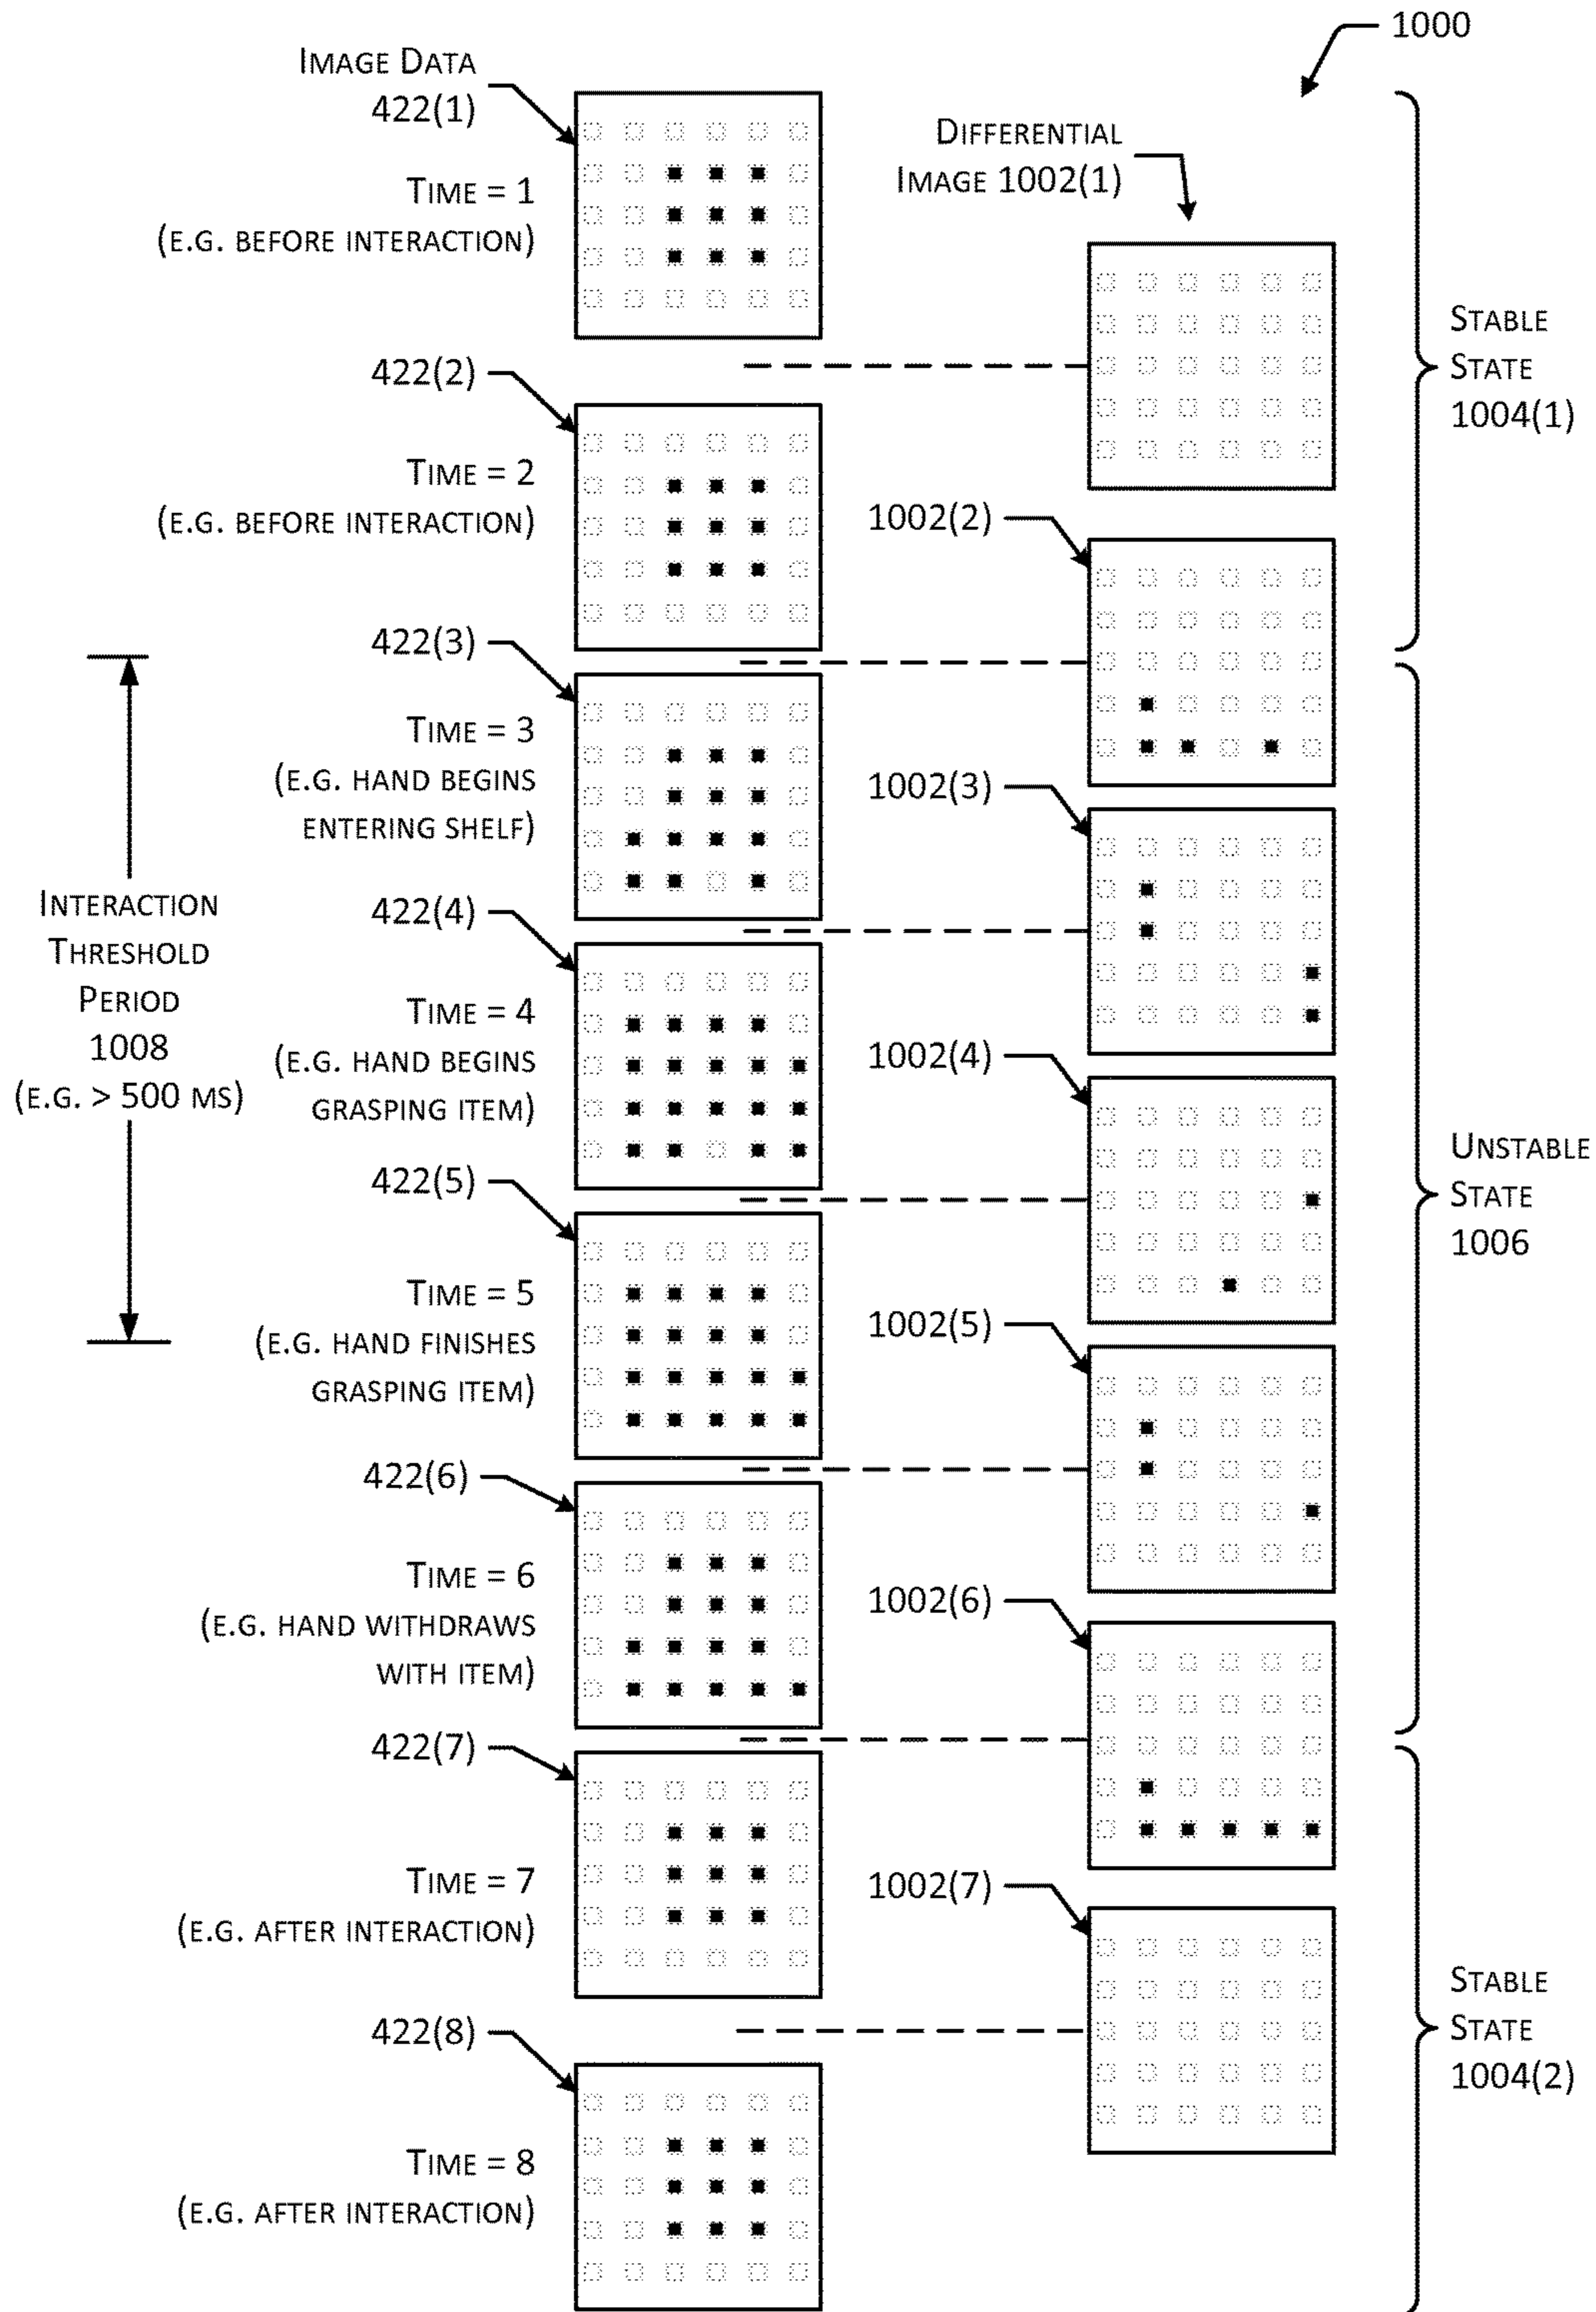 1000
IMAGE DATA
422(1)
TIME = 1
(E.G. BEFORE INTERACTION)
DIFFERENTIAL
IMAGE 1002(1)
STABLE
STATE
1004(1)
422(2)
TIME = 2
(E.G. BEFORE INTERACTION)
1002(2)
422(3)
TIME = 3
(E.G. HAND BEGINS
ENTERING SHELF)
1002(3)
INTERACTION
THRESHOLD
PERIOD
1008
(E.G. > 500 MS)
422(4)
TIME = 4
(E.G. HAND BEGINS
GRASPING ITEM)
1002(4)
UNSTABLE
STATE
1006
422(5)
TIME = 5
(E.G. HAND FINISHES
GRASPING ITEM)
1002(5)
422(6)
TIME = 6
(E.G. HAND WITHDRAWS
WITH ITEM)
1002(6)
422(7)
TIME = 7
(E.G. AFTER INTERACTION)
1002(7)
STABLE
STATE
1004(2)
422(8)
TIME = 8
(E.G. AFTER INTERACTION)